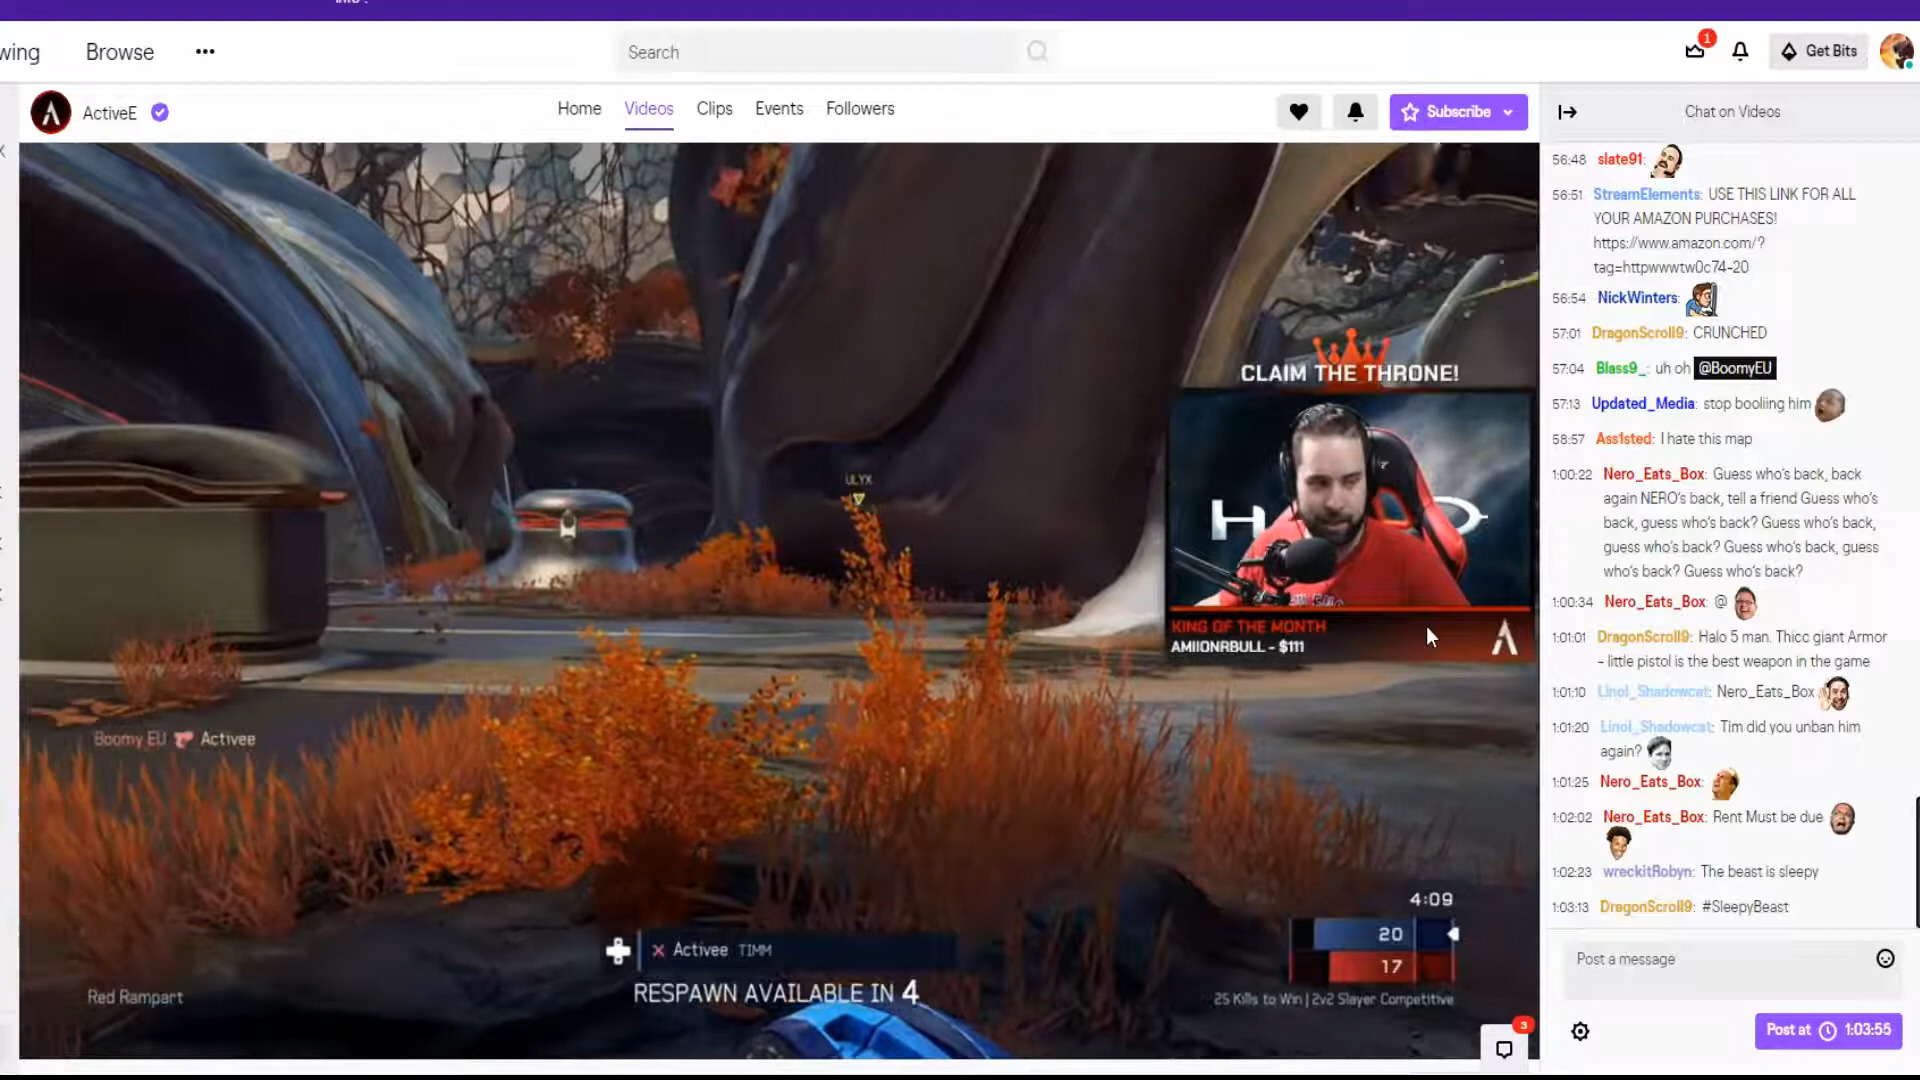 wing
Browse
Search
1
Get Bits
ActiveE
Home
Videos
Clips
Events
Followers
Subscribe
Chat on Videos
56:48 slate91:
56:51 StreamElements: USE THIS LINK FOR ALL
YOUR AMAZON PURCHASES!
https://www.amazon.com/?
tag=httpwwwtw0c74-20
56:54 NickWinters:
57:01 DragonScroll9: CRUNCHED
57:04 Blass9_: uh oh @BoomyEU
57:13 Updated_Media: stop booliing him
58:57 Ass1sted: I hate this map
1:00:22 Nero_Eats_Box: Guess who's back, back
again NERO's back, tell a friend Guess who's
back, guess who's back? Guess who's back,
guess who's back? Guess who's back, guess
who's back? Guess who's back?
1:00:34 Nero_Eats_Box: @
1:01:01 DragonScroll9: Halo 5 man. Thicc giant Armor
- little pistol is the best weapon in the game
1:01:10 Linol_Shadowcat: Nero_Eats_Box
1:01:20 Linol_Shadowcat: Tim did you unban him
again?
1:01:25 Nero_Eats_Box:
1:02:02 Nero_Eats_Box: Rent Must be due
1:02:23 wreckitRobyn: The beast is sleepy
1:03:13 DragonScroll9: #SleepyBeast
Post a message
Post at 1:03:55
CLAIM THE THRONE!
KING OF THE MONTH
AMIIONRBULL - $111
ULYX
Boomy EU Activee
4:09
20
17
25 Kills to Win | 2v2 Slayer Competitive
Activee TIMM
RESPAWN AVAILABLE IN 4
Red Rampart
3